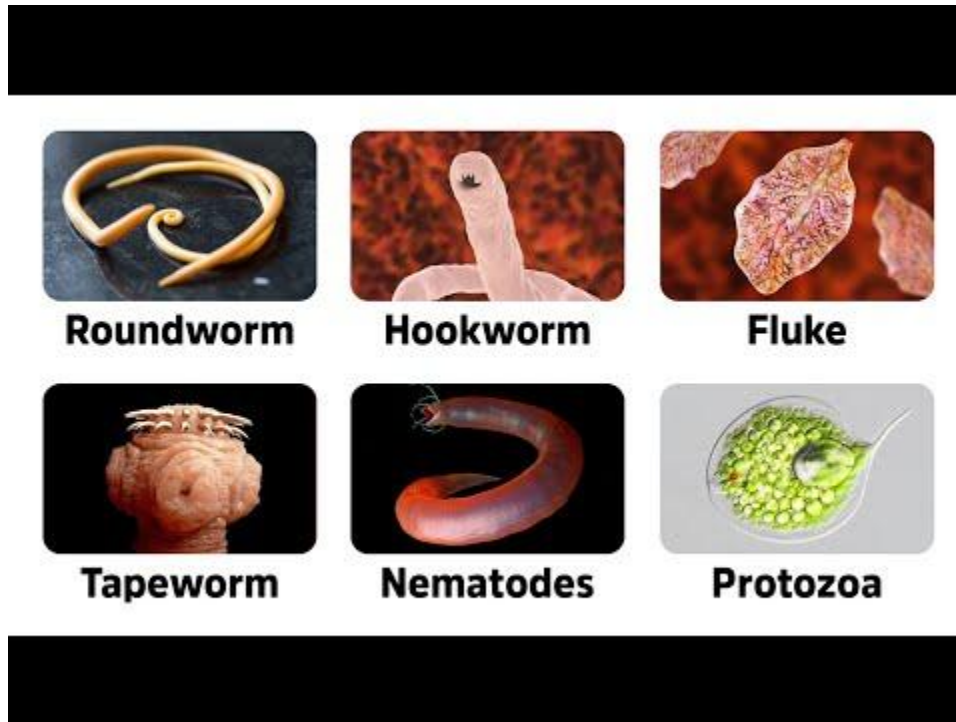 Roundworm
Hookworm
Fluke
Tapeworm
Nematodes
Protozoa